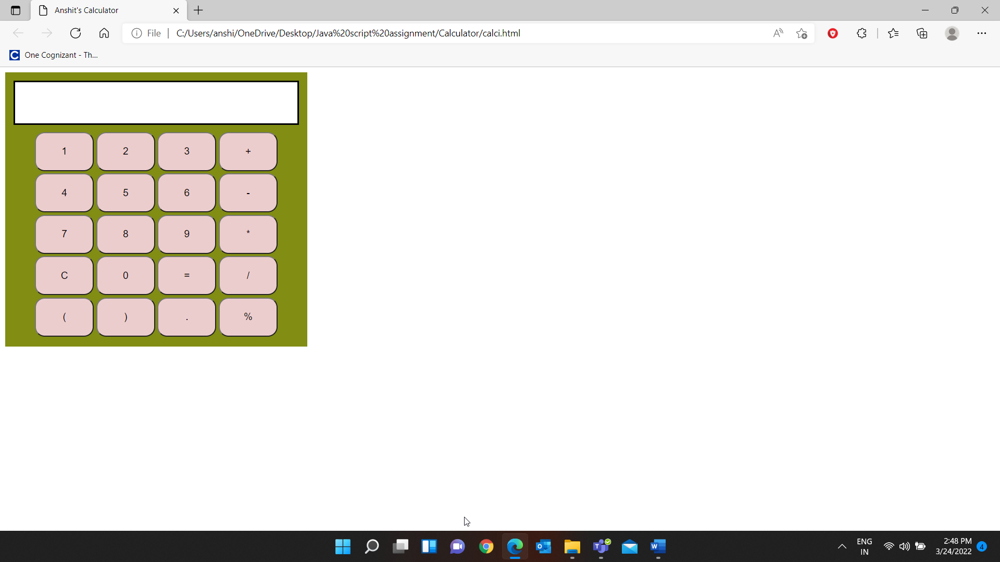 Anshit's Calculator
File
C:/Users/anshi/OneDrive/Desktop/Java%20script%20assignment/Calculator/calci.html
One Cognizant - Th...
1 2 3 +
4 5 6 -
7 8 9 *
C 0 = /
( ) . %
ENG
IN
2:48 PM
3/24/2022
4